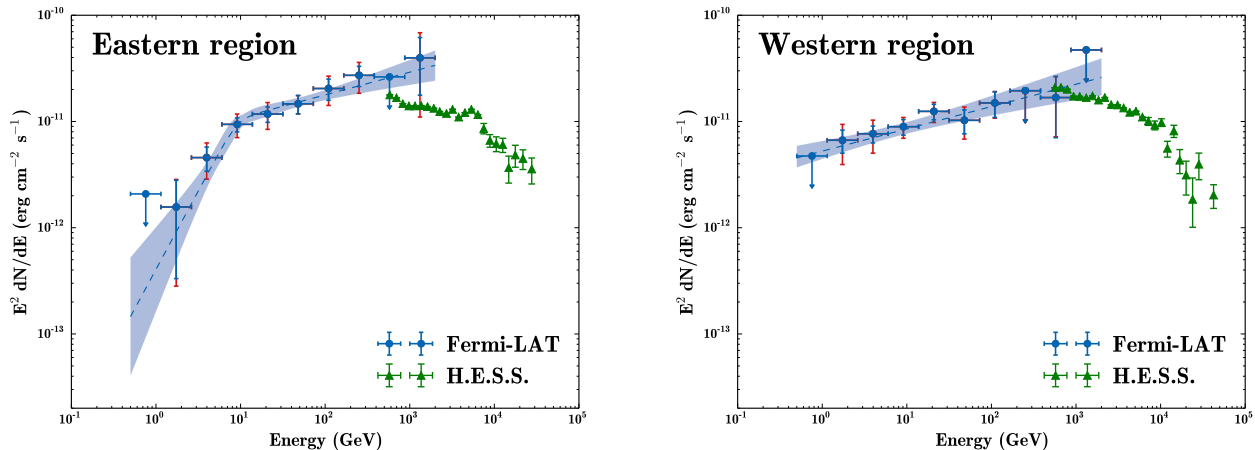 Eastern region
10⁻¹⁰
10⁻¹¹
10⁻¹²
10⁻¹³
E² dN/dE (erg cm⁻² s⁻¹)
Fermi-LAT
H.E.S.S.
10⁻¹ 10⁰ 10¹ 10² 10³ 10⁴ 10⁵
Energy (GeV)
Western region
10⁻¹⁰
10⁻¹¹
10⁻¹²
10⁻¹³
E² dN/dE (erg cm⁻² s⁻¹)
Fermi-LAT
H.E.S.S.
10⁻¹ 10⁰ 10¹ 10² 10³ 10⁴ 10⁵
Energy (GeV)